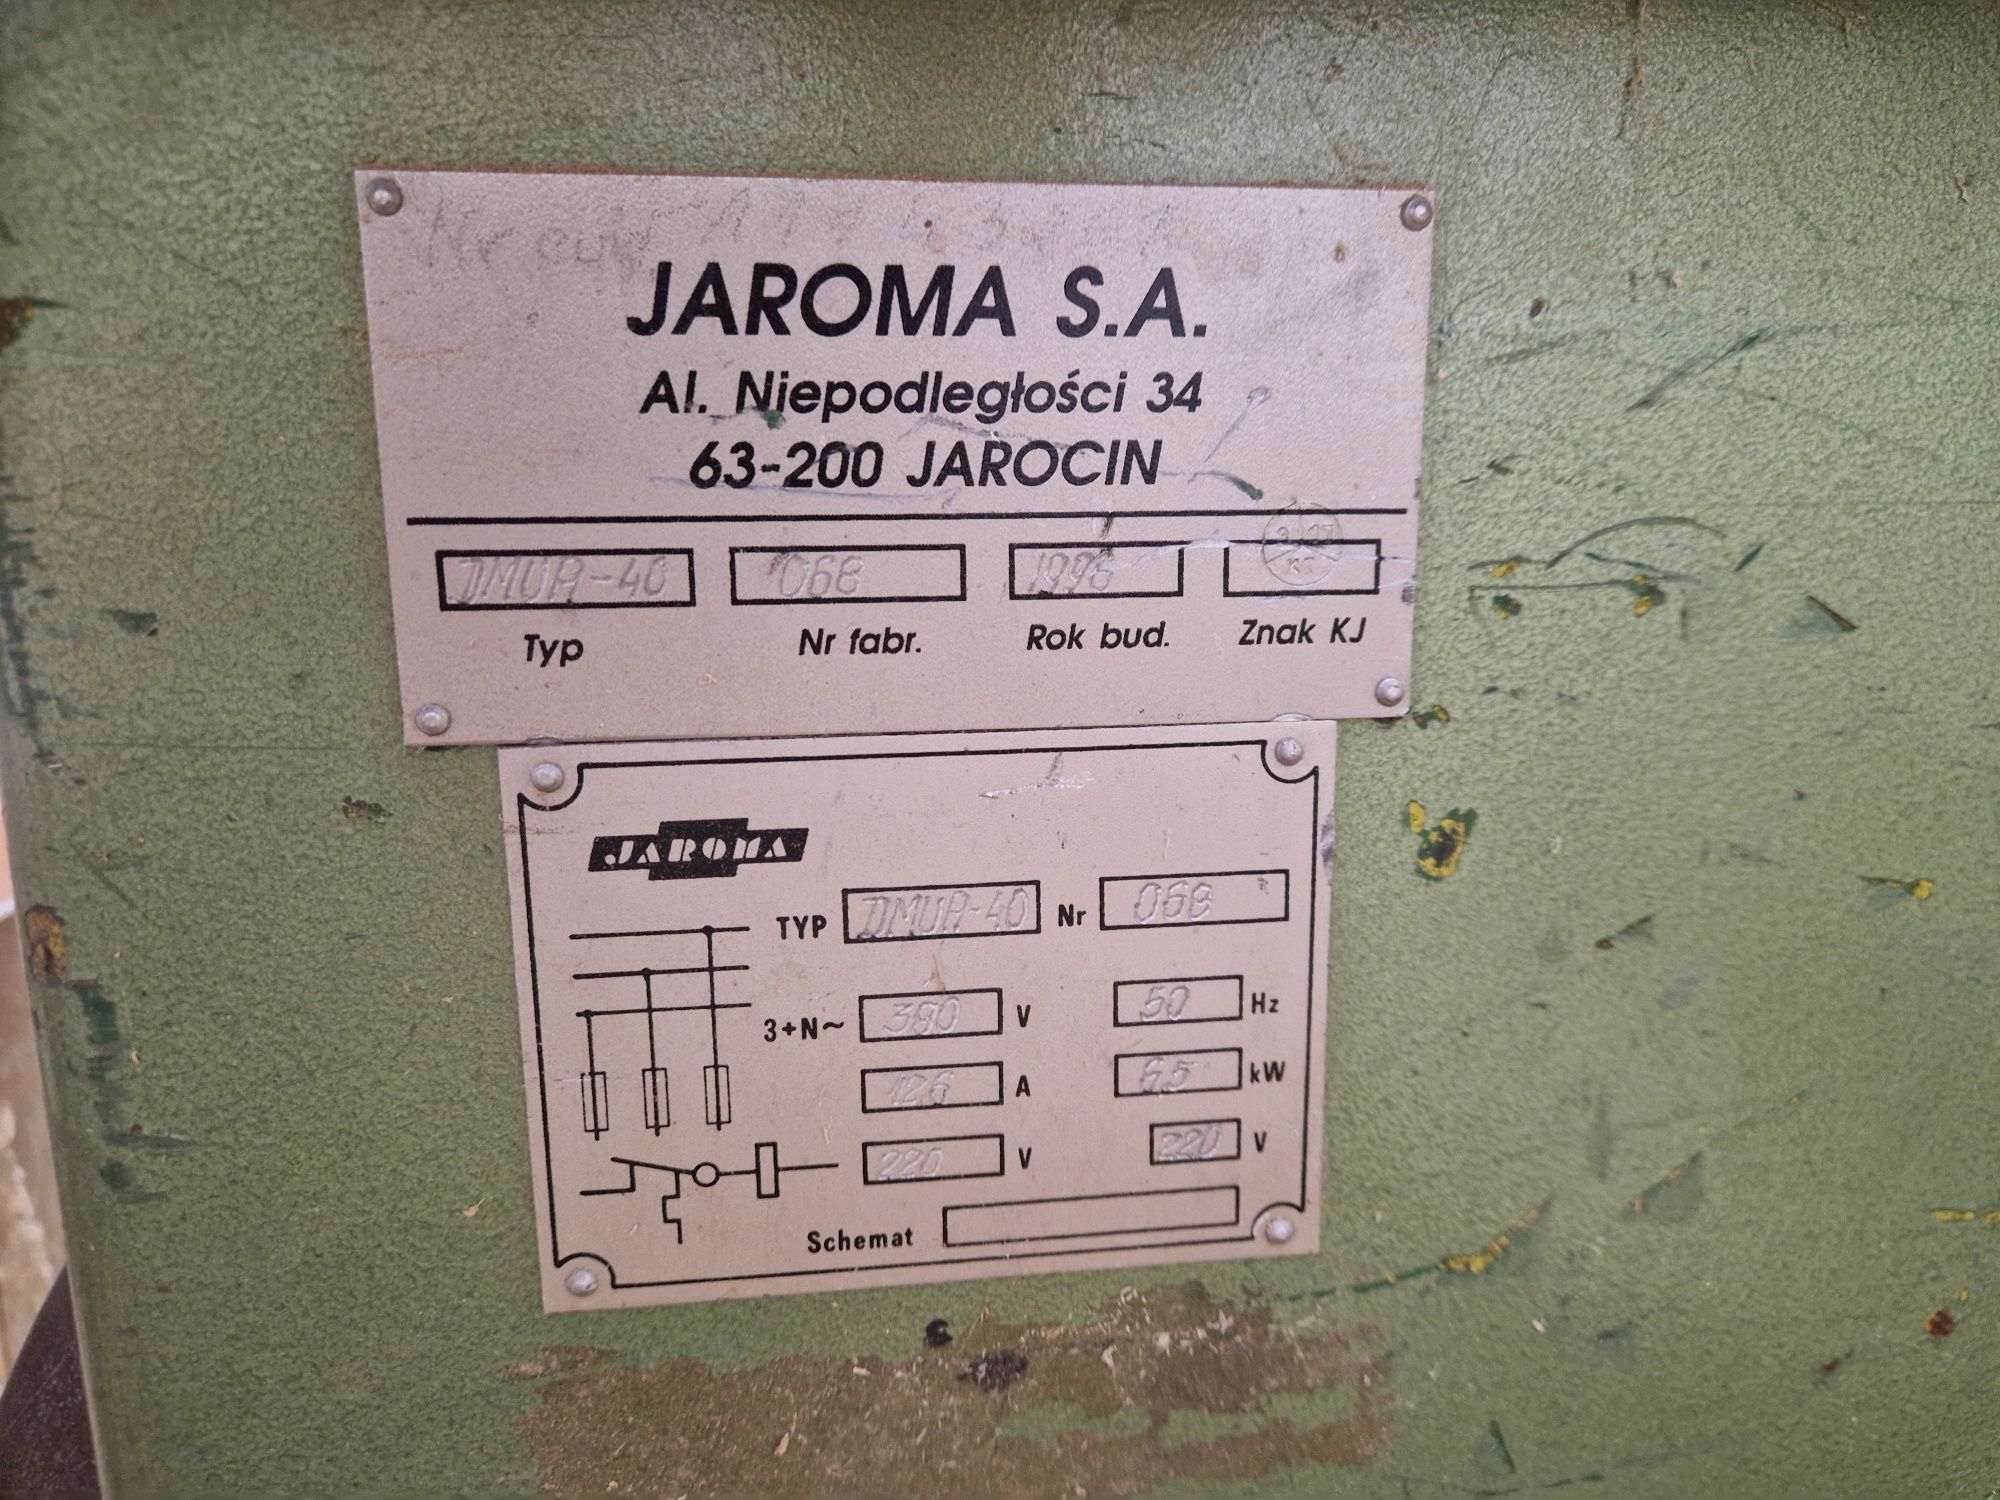 JAROMA S.A.
Al. Niepodległości 34
63-200 JAROCIN
DMUA-40 068 1996
Typ Nr fabr. Rok bud. Znak KJ
JAROMA
TYP DMUA-40 Nr 068
3+N~ 380 V 50 Hz
12,6 A 6,5 kW
220 V 220 V
Schemat